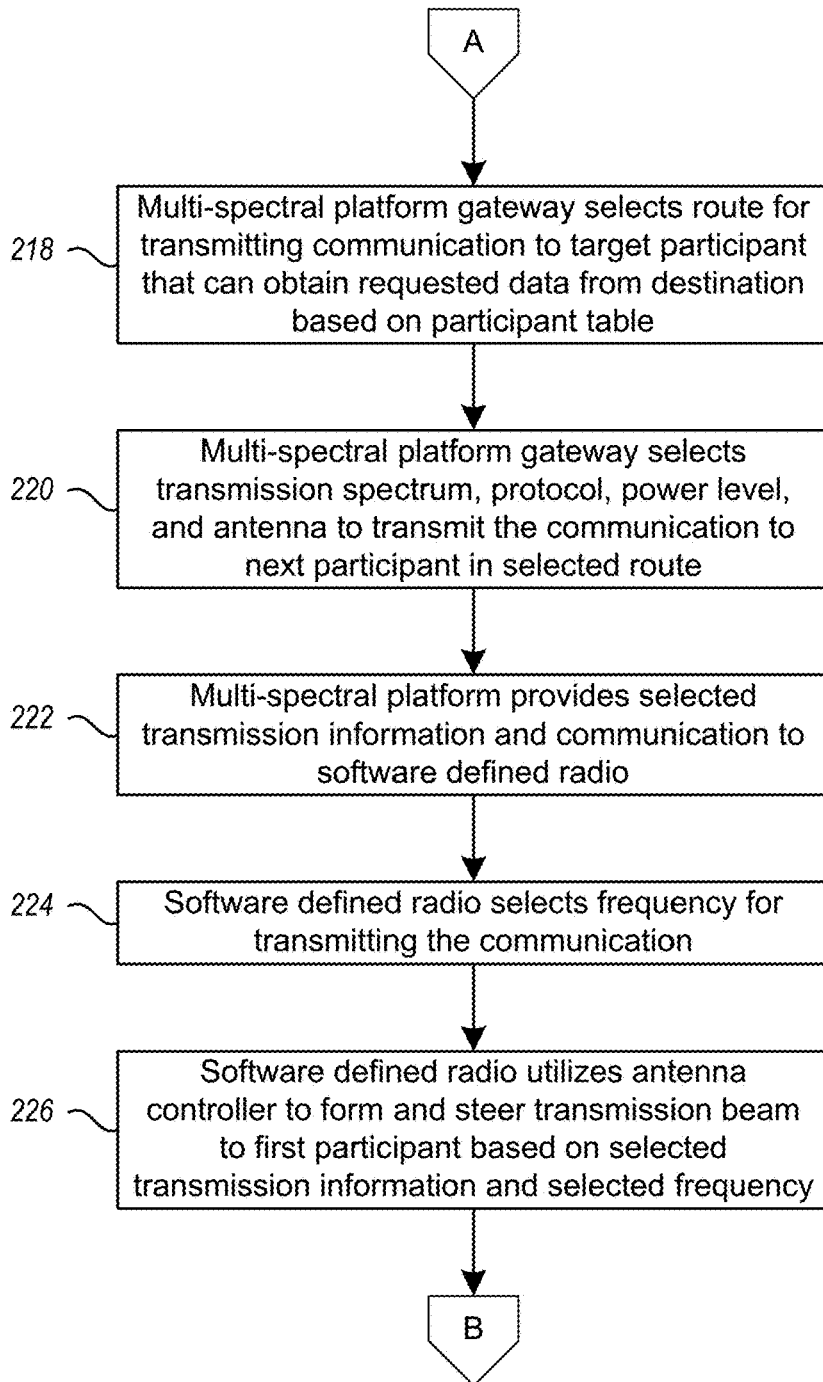 A
218
Multi-spectral platform gateway selects route for
transmitting communication to target participant
that can obtain requested data from destination
based on participant table
220
Multi-spectral platform gateway selects
transmission spectrum, protocol, power level,
and antenna to transmit the communication to
next participant in selected route
222
Multi-spectral platform provides selected
transmission information and communication to
software defined radio
224
Software defined radio selects frequency for
transmitting the communication
226
Software defined radio utilizes antenna
controller to form and steer transmission beam
to first participant based on selected
transmission information and selected frequency
B